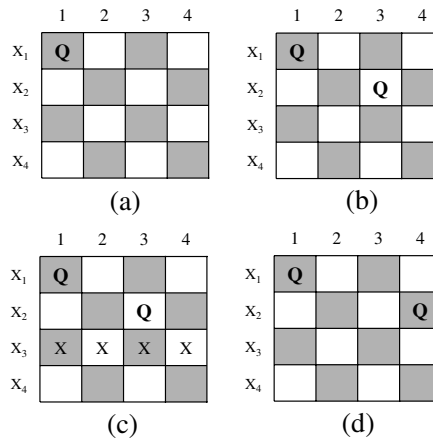 1 2 3 4
X₁ Q
X₂
X₃
X₄
(a)
1 2 3 4
X₁ Q
X₂ Q
X₃
X₄
(b)
1 2 3 4
X₁ Q
X₂ Q
X₃ X X X X
X₄
(c)
1 2 3 4
X₁ Q
X₂ Q
X₃
X₄
(d)